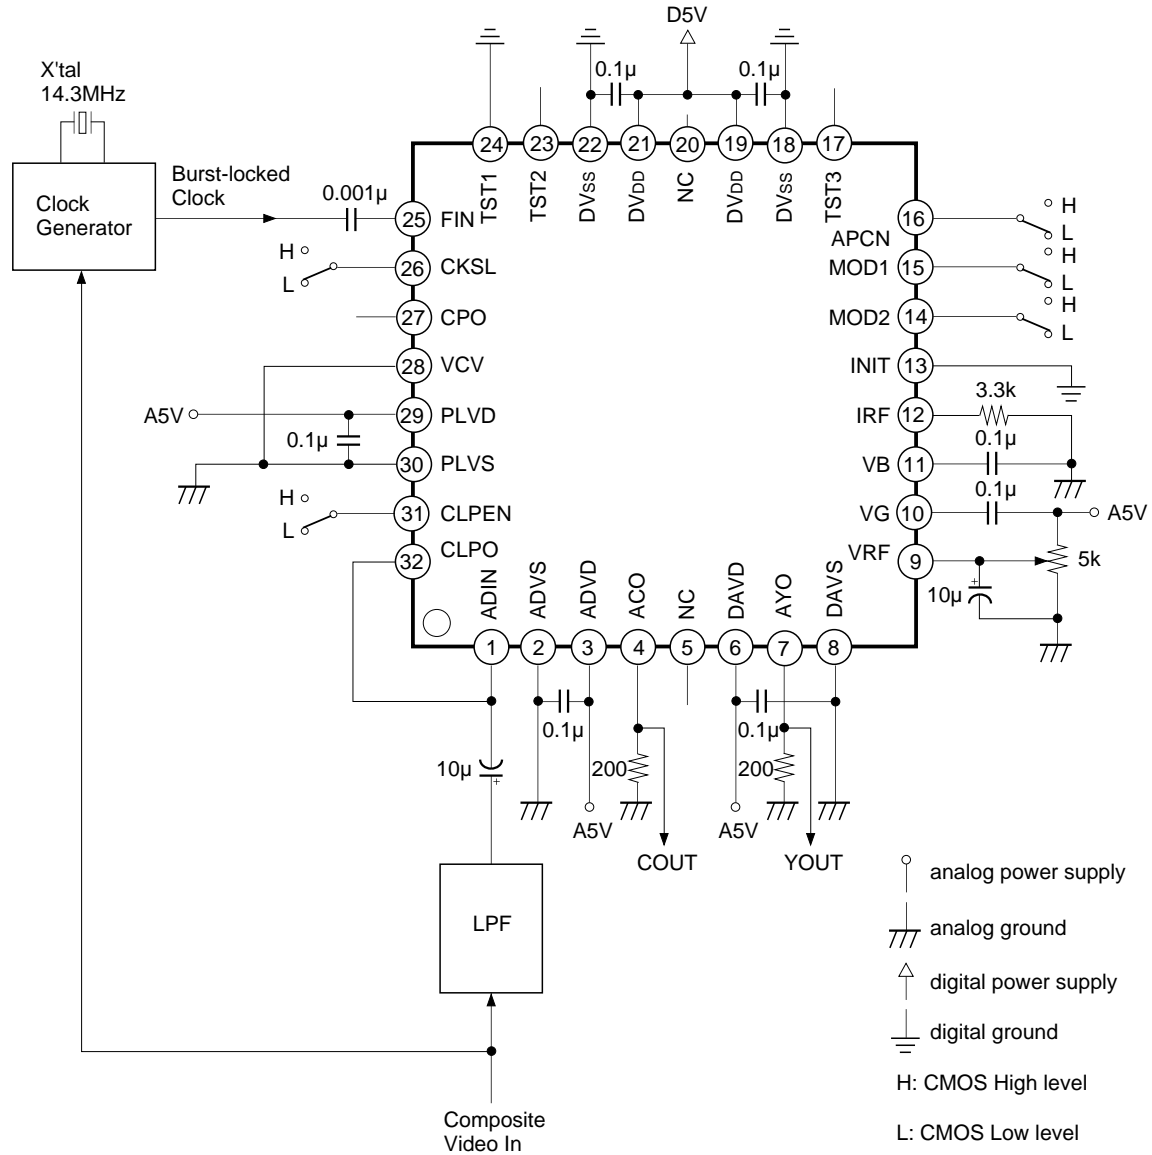 D5V
X'tal
14.3MHz
0.1µ
0.1µ
24
23
22
21
20
19
18
17
TST1
TST2
DVSS
DVDD
NC
DVDD
DVSS
TST3
Clock
Generator
Burst-locked
Clock
0.001µ
25
FIN
H
L
26
CKSL
27
CPO
28
VCV
A5V
29
PLVD
0.1µ
30
PLVS
H
L
31
CLPEN
32
CLPO
16
APCN
H
L
15
MOD1
H
L
14
MOD2
H
L
13
INIT
12
IRF
3.3k
11
VB
0.1µ
10
VG
0.1µ
A5V
9
VRF
5k
10µ
ADIN
ADVS
ADVD
ACO
NC
DAVD
AYO
DAVS
1
2
3
4
5
6
7
8
0.1µ
0.1µ
10µ
+
+
200
200
A5V
A5V
COUT
YOUT
LPF
Composite
Video In
analog power supply
analog ground
digital power supply
digital ground
H: CMOS High level
L: CMOS Low level